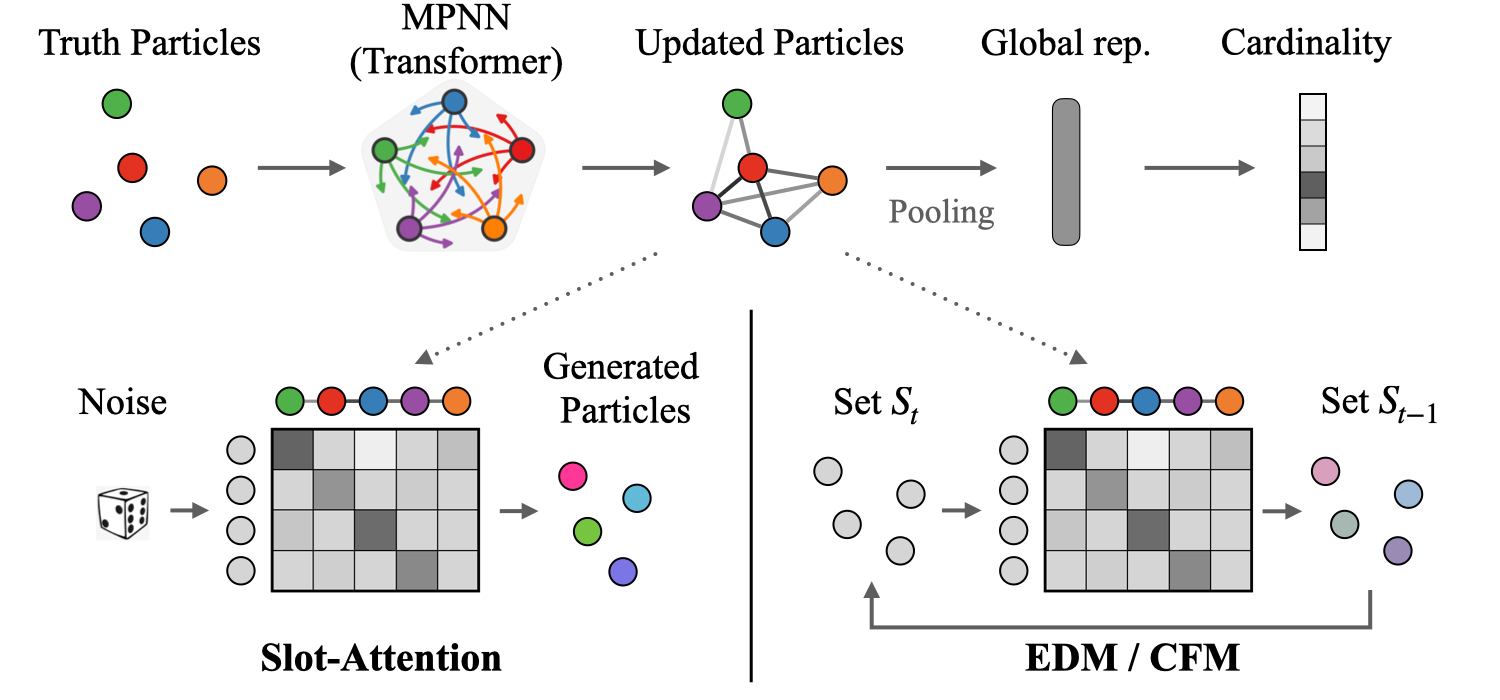 Truth Particles
MPNN
(Transformer)
Updated Particles
Global rep.
Cardinality
Pooling
Noise
Generated
Particles
Slot-Attention
Set S_t
Set S_{t−1}
EDM / CFM